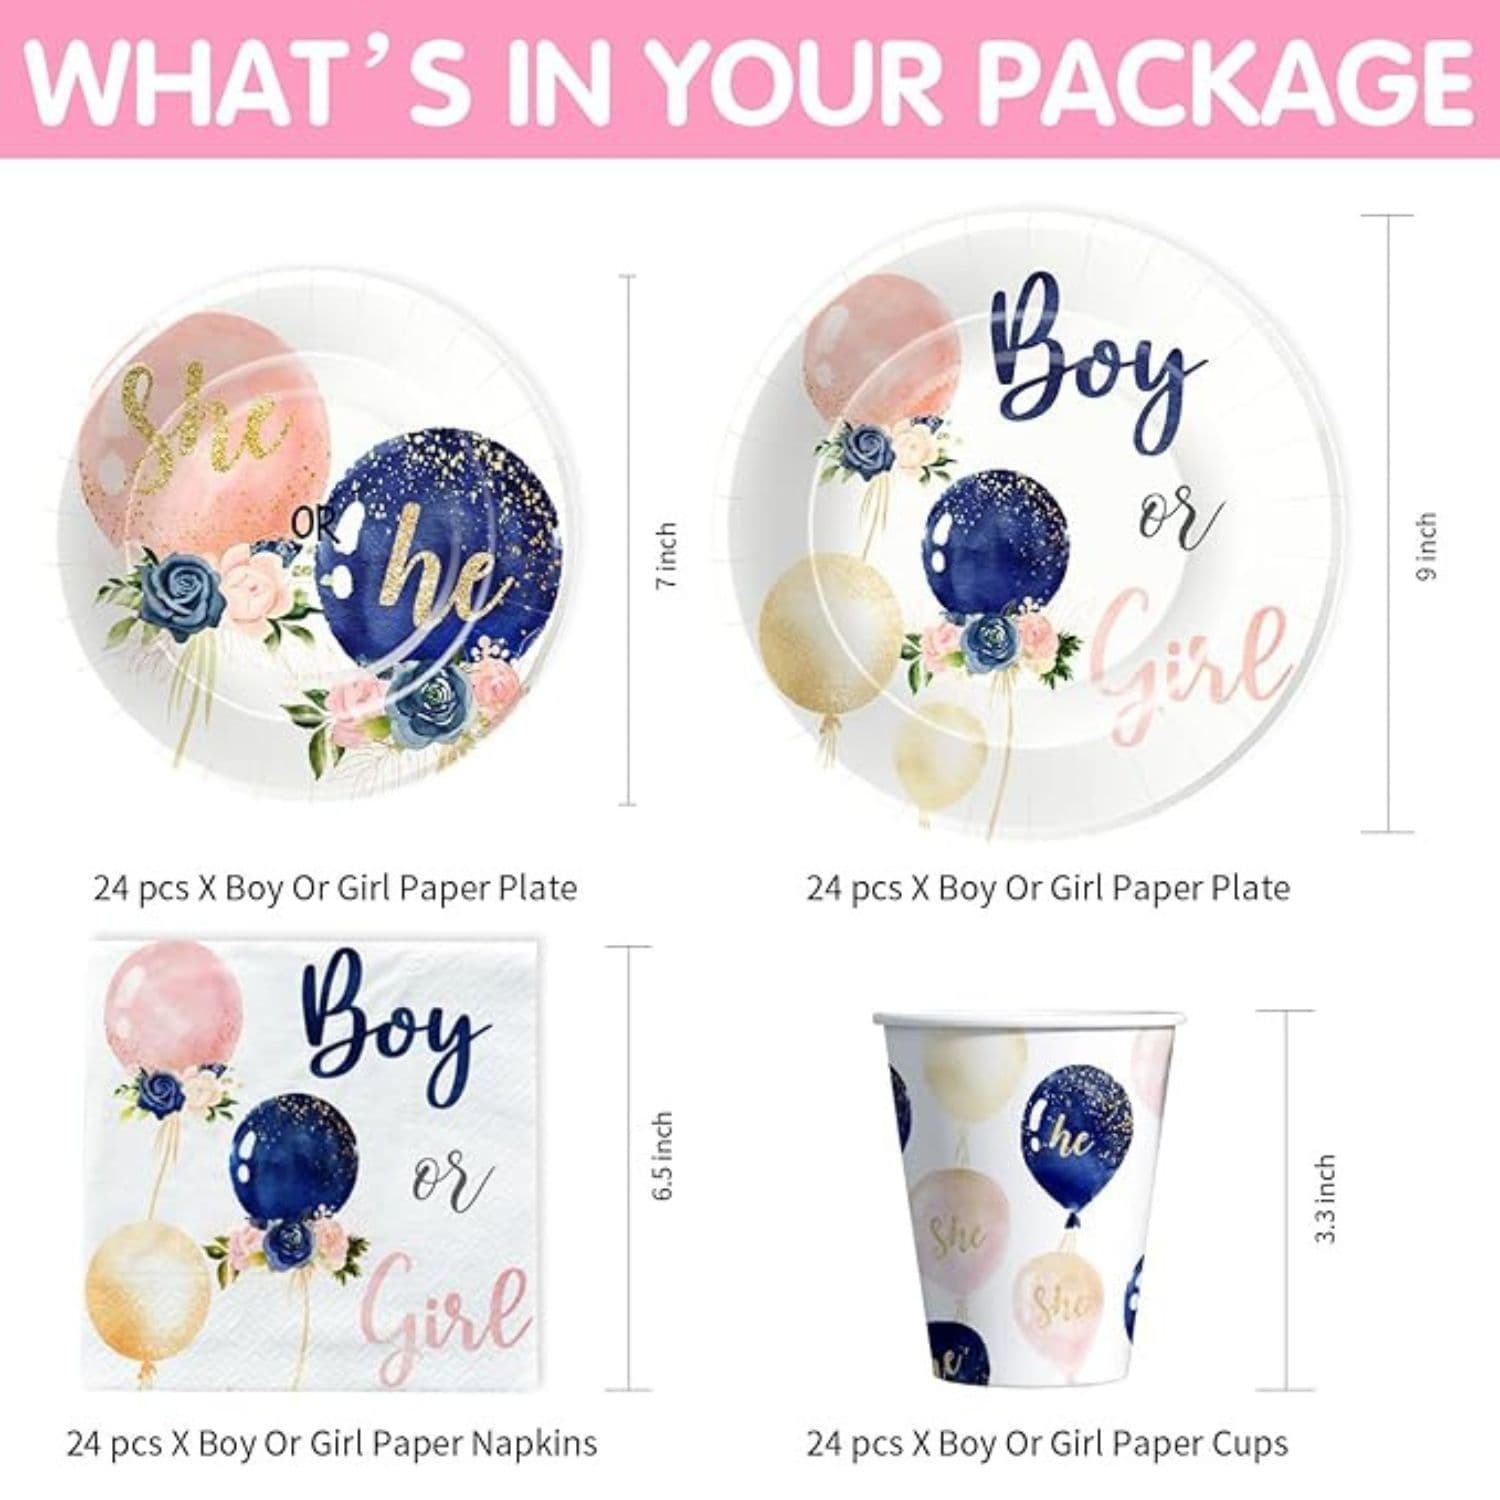 WHAT'S IN YOUR PACKAGE
She
OR
he
7 inch
Boy
or
Girl
9 inch
24 pcs X Boy Or Girl Paper Plate
24 pcs X Boy Or Girl Paper Plate
Boy
or
Girl
6.5 inch
he
she
She
he
3.3 inch
24 pcs X Boy Or Girl Paper Napkins
24 pcs X Boy Or Girl Paper Cups